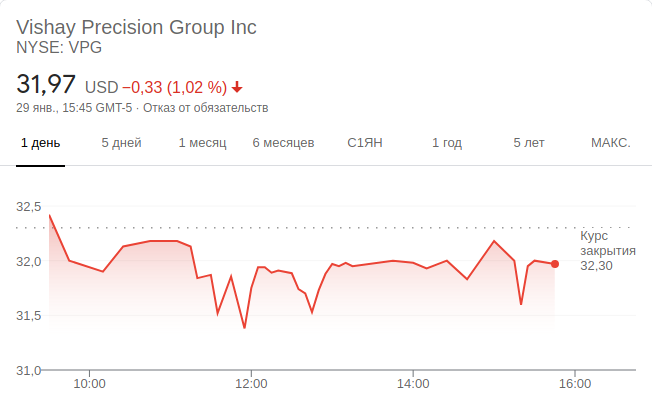 Vishay Precision Group Inc
NYSE: VPG
31,97 USD −0,33 (1,02 %)
29 янв., 15:45 GMT-5 · Отказ от обязательств
1 день 5 дней 1 месяц 6 месяцев С1ЯН 1 год 5 лет МАКС.
32,5
Курс
закрытия
32,0
32,30
31,5
31,0
10:00 12:00 14:00 16:00